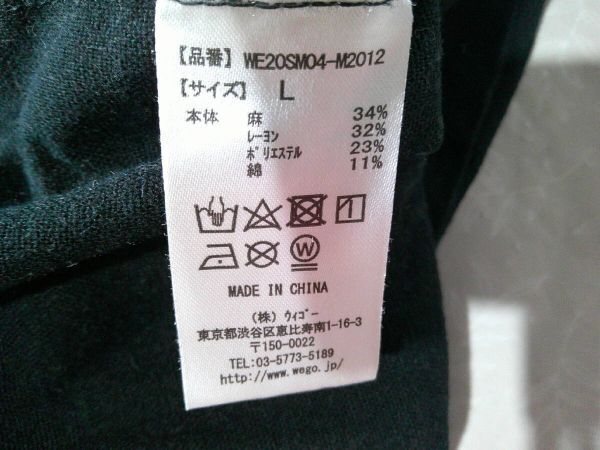 【品番】 WE20SM04-M2012
【サイズ】 L
本体 麻 34%
レーヨン 32%
ポリエステル 23%
綿 11%
W
MADE IN CHINA
(株) ウィゴー
東京都渋谷区恵比寿南1-16-3
〒150-0022
TEL:03-5773-5189
http://www.wego.jp/